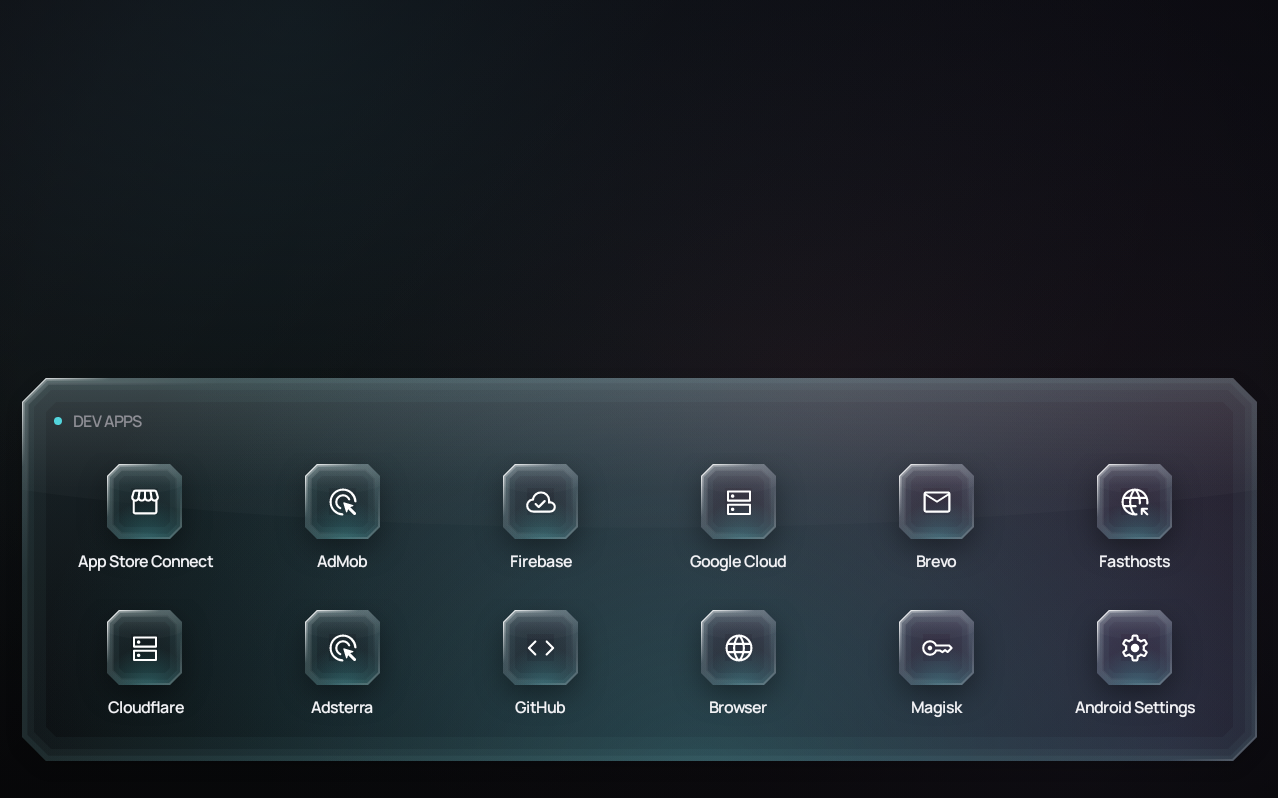 DEV APPS
App Store Connect
AdMob
Firebase
Google Cloud
Brevo
Fasthosts
Cloudflare
Adsterra
GitHub
Browser
Magisk
Android Settings